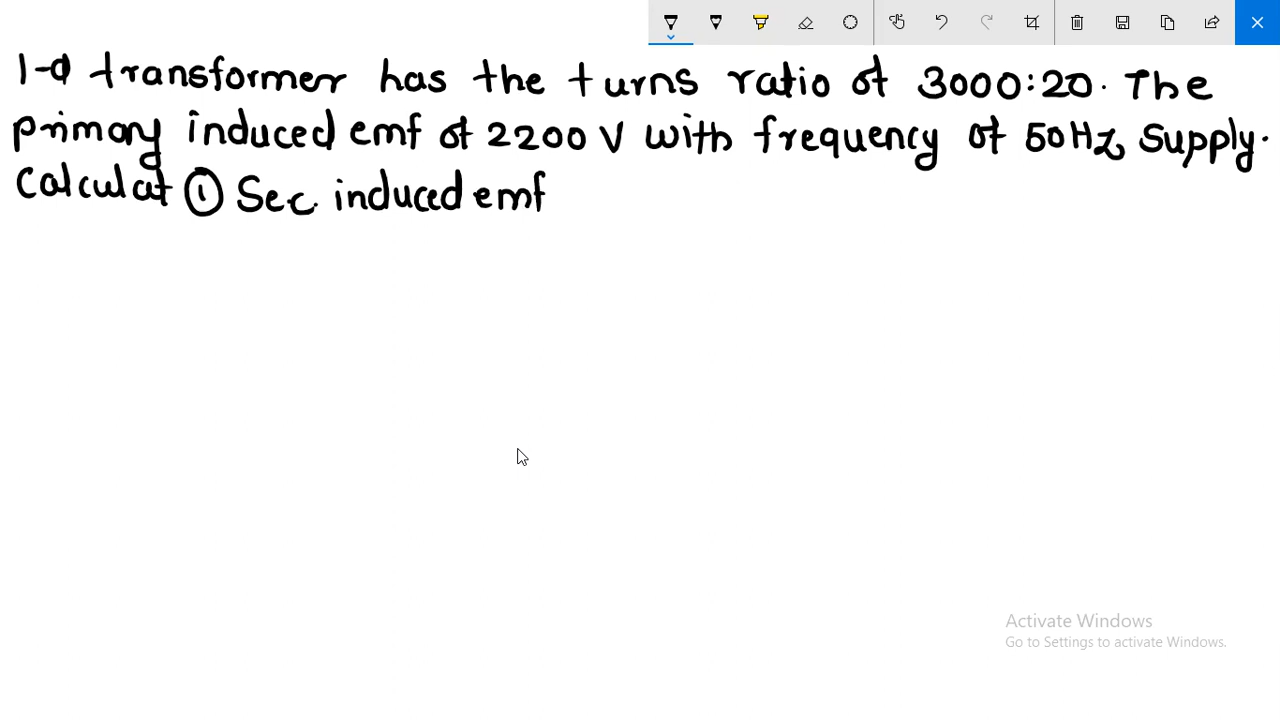 1-Φ transformer has the turns ratio of 3000:20. The
primary induced emf of 2200 V with frequency of 50Hz supply.
Calculat ① Sec. induced emf
Activate Windows
Go to Settings to activate Windows.